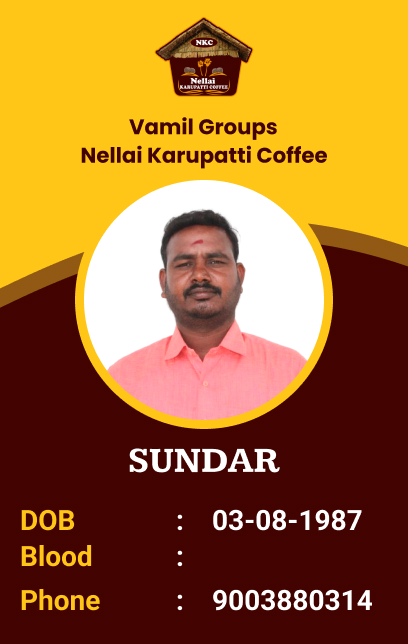 NKC
Nellai
KARUPATTI COFFEE
Vamil Groups
Nellai Karupatti Coffee
SUNDAR
DOB : 03-08-1987
Blood :
Phone : 9003880314